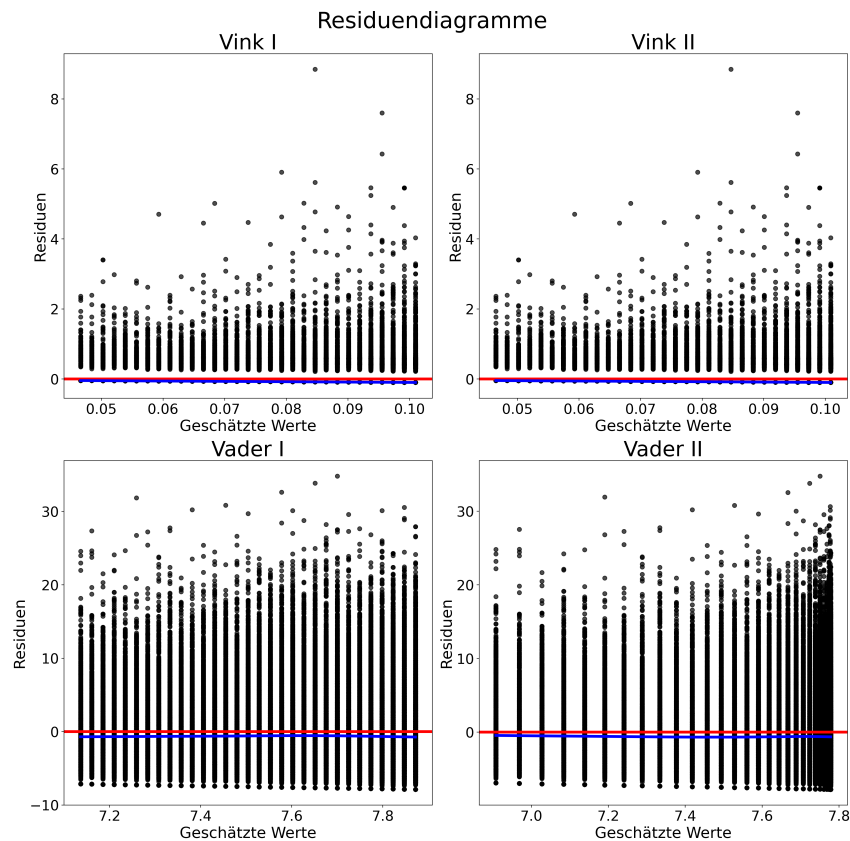 Residuendiagramme
Vink I
Vink II
8
6
4
2
0
Residuen
0.05 0.06 0.07 0.08 0.09 0.10
Geschätzte Werte
8
6
4
2
0
Residuen
0.05 0.06 0.07 0.08 0.09 0.10
Geschätzte Werte
Vader I
Vader II
30
20
10
0
−10
Residuen
7.2 7.4 7.6 7.8
Geschätzte Werte
30
20
10
0
Residuen
7.0 7.2 7.4 7.6 7.8
Geschätzte Werte